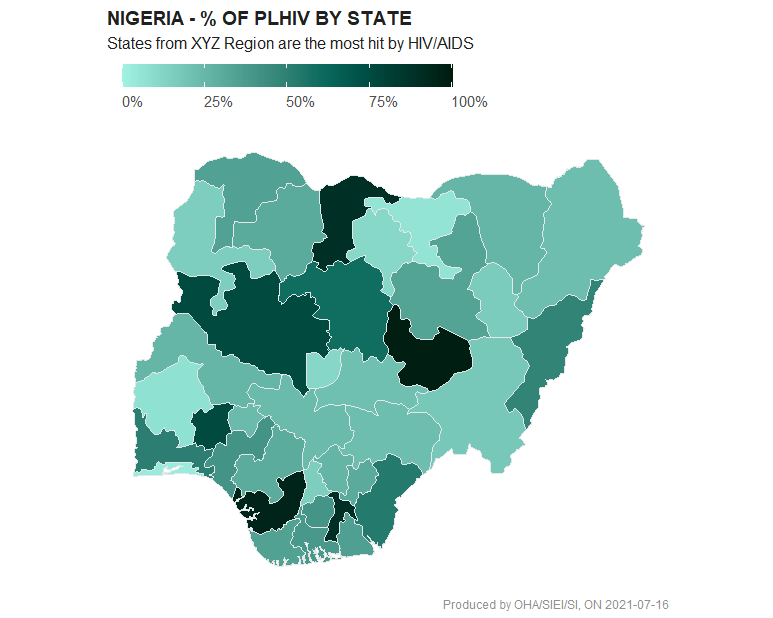 NIGERIA - % OF PLHIV BY STATE
States from XYZ Region are the most hit by HIV/AIDS
0% 25% 50% 75% 100%
Produced by OHA/SIEI/SI, ON 2021-07-16